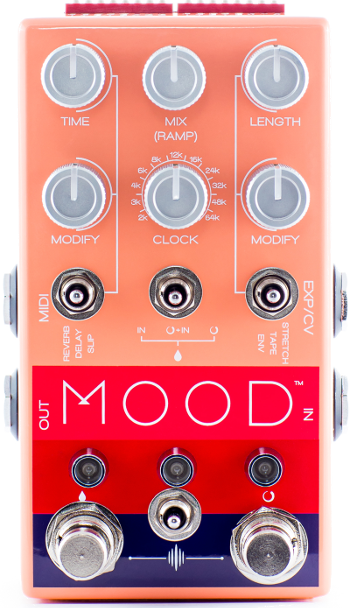 TIME MIX LENGTH
(RAMP)
8k 12k 16k
6k 24k
4k 32k
3k 48k
2k 64k
MODIFY CLOCK MODIFY
MIDI EXP/CV
REVERB
DELAY
SLIP
IN +IN
STRETCH
TAPE
ENV
OUT MOOD™ IN